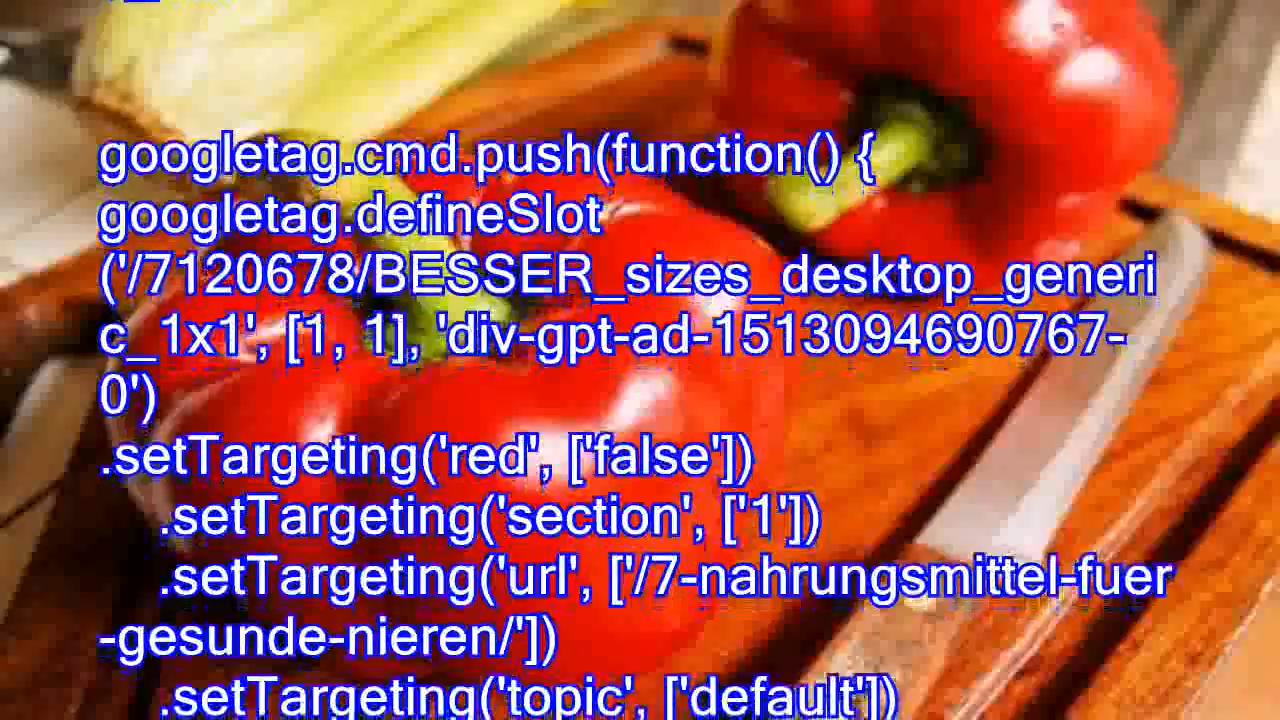 googletag.cmd.push(function() {
googletag.defineSlot
('/7120678/BESSER_sizes_desktop_generi
c_1x1', [1, 1], 'div-gpt-ad-1513094690767-
0')
.setTargeting('red', ['false'])
.setTargeting('section', ['1'])
.setTargeting('url', ['/7-nahrungsmittel-fuer
-gesunde-nieren/'])
.setTargeting('topic', ['default'])